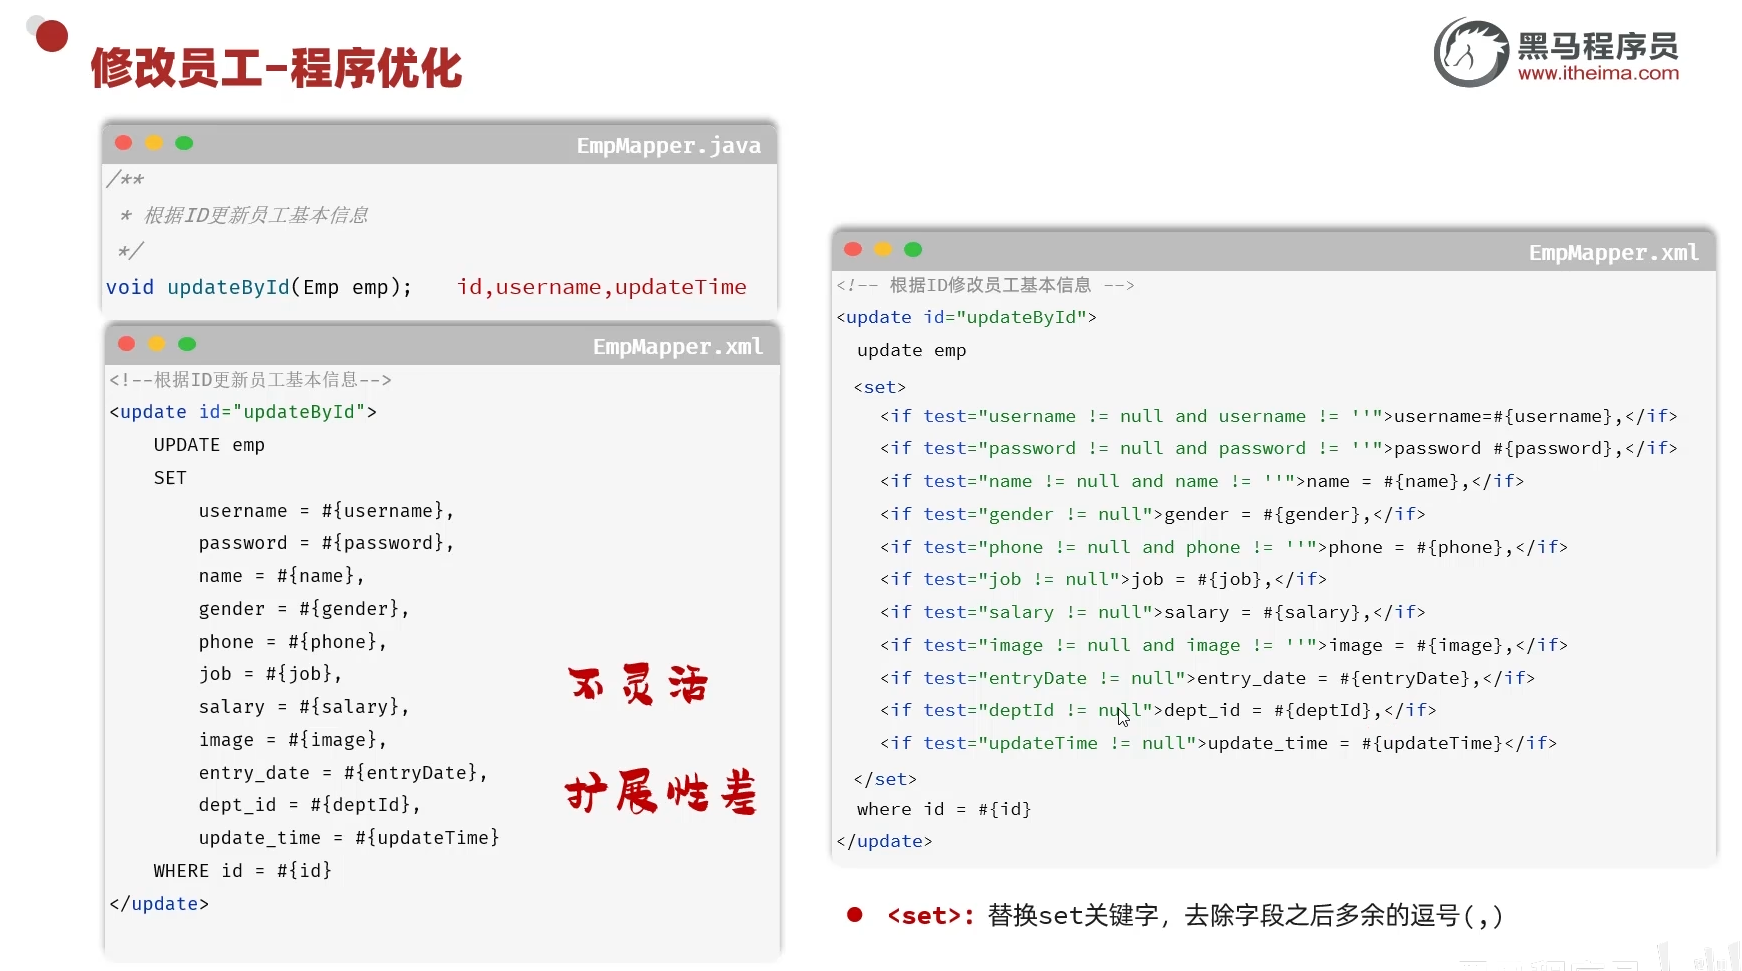 修改员工-程序优化
黑马程序员
www.itheima.com
EmpMapper.java
/**
* 根据ID更新员工基本信息
*/
void updateById(Emp emp); id,username,updateTime
EmpMapper.xml
<!--根据ID更新员工基本信息-->
<update id="updateById">
UPDATE emp
SET
username = #{username},
password = #{password},
name = #{name},
gender = #{gender},
phone = #{phone},
job = #{job},
salary = #{salary},
image = #{image},
entry_date = #{entryDate},
dept_id = #{deptId},
update_time = #{updateTime}
WHERE id = #{id}
</update>
不灵活
扩展性差
EmpMapper.xml
<!-- 根据ID修改员工基本信息 -->
<update id="updateById">
update emp
<set>
<if test="username != null and username != ''">username=#{username},</if>
<if test="password != null and password != ''">password #{password},</if>
<if test="name != null and name != ''">name = #{name},</if>
<if test="gender != null">gender = #{gender},</if>
<if test="phone != null and phone != ''">phone = #{phone},</if>
<if test="job != null">job = #{job},</if>
<if test="salary != null">salary = #{salary},</if>
<if test="image != null and image != ''">image = #{image},</if>
<if test="entryDate != null">entry_date = #{entryDate},</if>
<if test="deptId != null">dept_id = #{deptId},</if>
<if test="updateTime != null">update_time = #{updateTime}</if>
</set>
where id = #{id}
</update>
<set>: 替换set关键字，去除字段之后多余的逗号(,)